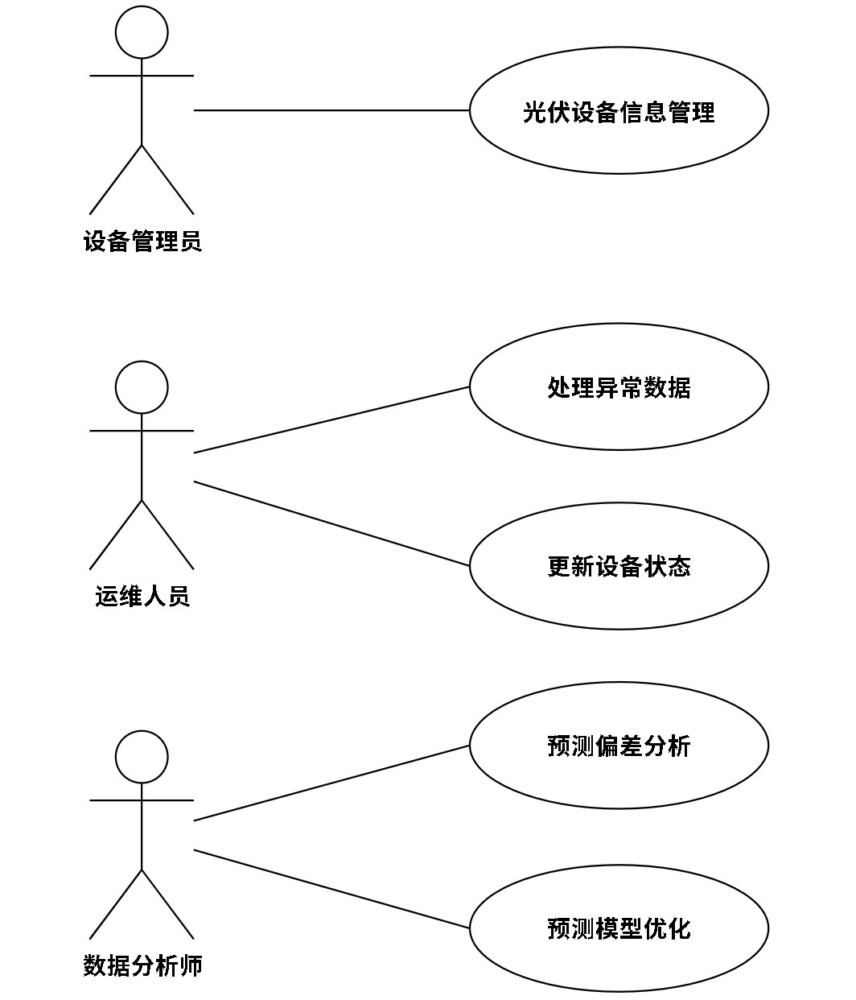 光伏设备信息管理
设备管理员
处理异常数据
更新设备状态
运维人员
预测偏差分析
预测模型优化
数据分析师